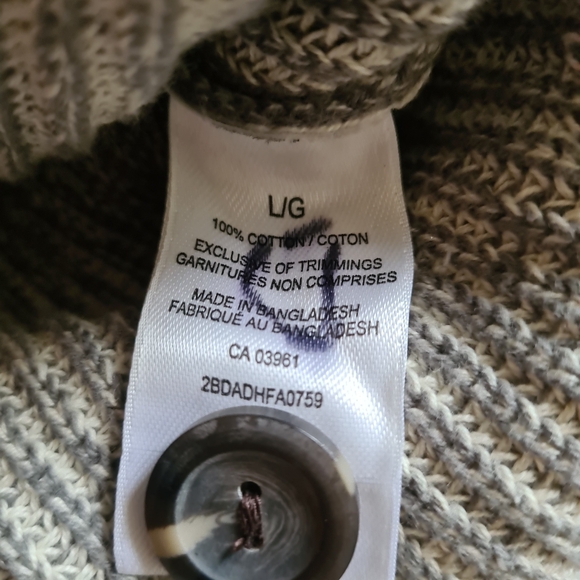 L/G
100% COTTON / COTON
EXCLUSIVE OF TRIMMINGS
GARNITURES NON COMPRISES
MADE IN BANGLADESH
FABRIQUÉ AU BANGLADESH
CA 03961
2BDADHFA0759